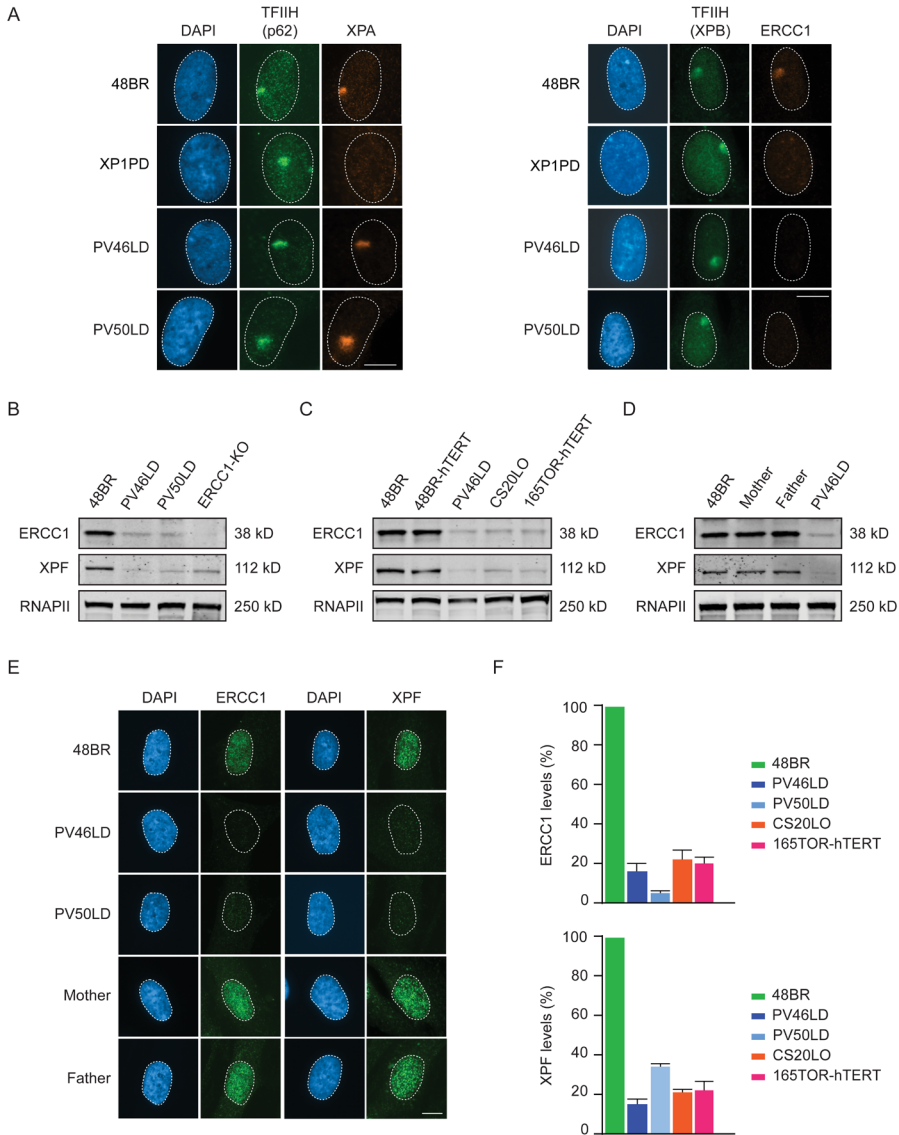 A
TFIIH
(p62)
DAPI
XPA
48BR
XP1PD
PV46LD
PV50LD
TFIIH
(XPB)
DAPI
ERCC1
48BR
XP1PD
PV46LD
PV50LD
B
48BR
PV46LD
PV50LD
ERCC1-KO
ERCC1
38 kD
XPF
112 kD
RNAPII
250 kD
C
48BR
48BR-hTERT
PV46LD
CS20LO
165TOR-hTERT
ERCC1
38 kD
XPF
112 kD
RNAPII
250 kD
D
48BR
Mother
Father
PV46LD
ERCC1
38 kD
XPF
112 kD
RNAPII
250 kD
E
DAPI
ERCC1
DAPI
XPF
48BR
PV46LD
PV50LD
Mother
Father
F
ERCC1 levels (%)
100
80
60
40
20
0
48BR
PV46LD
PV50LD
CS20LO
165TOR-hTERT
XPF levels (%)
100
80
60
40
20
0
48BR
PV46LD
PV50LD
CS20LO
165TOR-hTERT